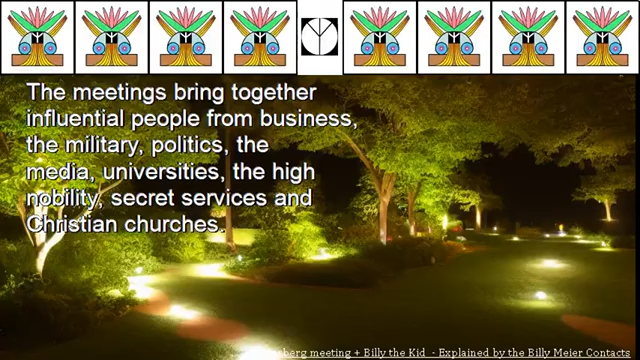 The meetings bring together
influential people from business,
the military, politics, the
media, universities, the high
nobility, secret services and
Christian churches.
berg meeting + Billy the Kid - Explained by the Billy Meier Contacts